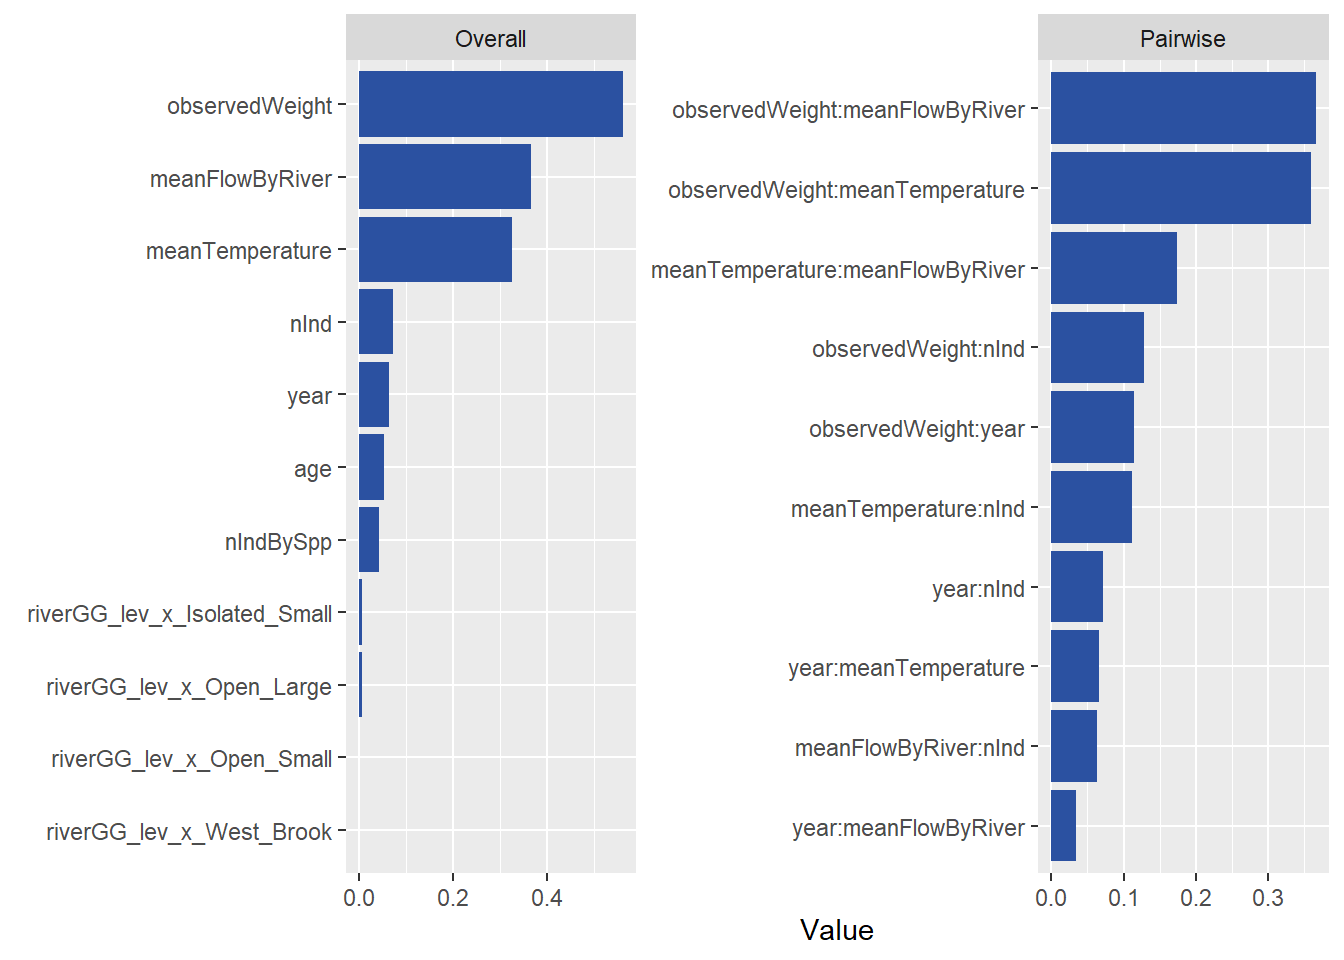 Overall
observedWeight
meanFlowByRiver
meanTemperature
nInd
year
age
nIndBySpp
riverGG_lev_x_Isolated_Small
riverGG_lev_x_Open_Large
riverGG_lev_x_Open_Small
riverGG_lev_x_West_Brook
0.0 0.2 0.4
Pairwise
observedWeight:meanFlowByRiver
observedWeight:meanTemperature
meanTemperature:meanFlowByRiver
observedWeight:nInd
observedWeight:year
meanTemperature:nInd
year:nInd
year:meanTemperature
meanFlowByRiver:nInd
year:meanFlowByRiver
0.0 0.1 0.2 0.3
Value